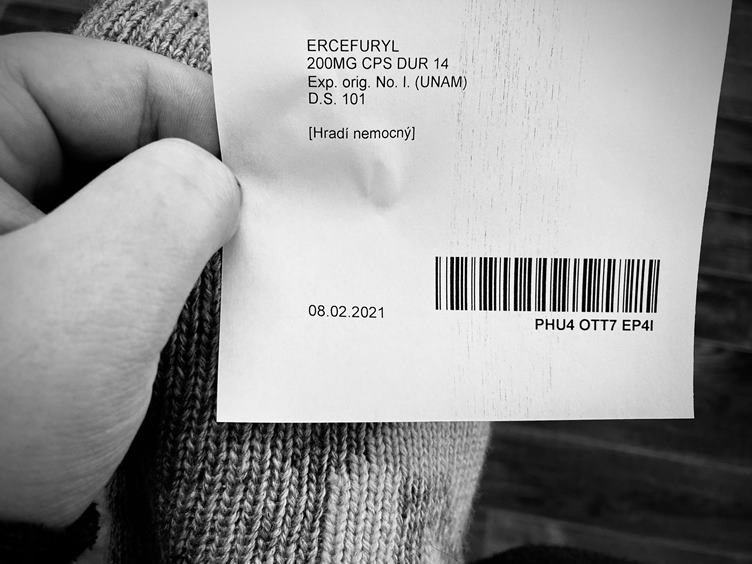 ERCEFURYL
200MG CPS DUR 14
Exp. orig. No. I. (UNAM)
D.S. 101
[Hradí nemocný]
08.02.2021
PHU4 OTT7 EP4I